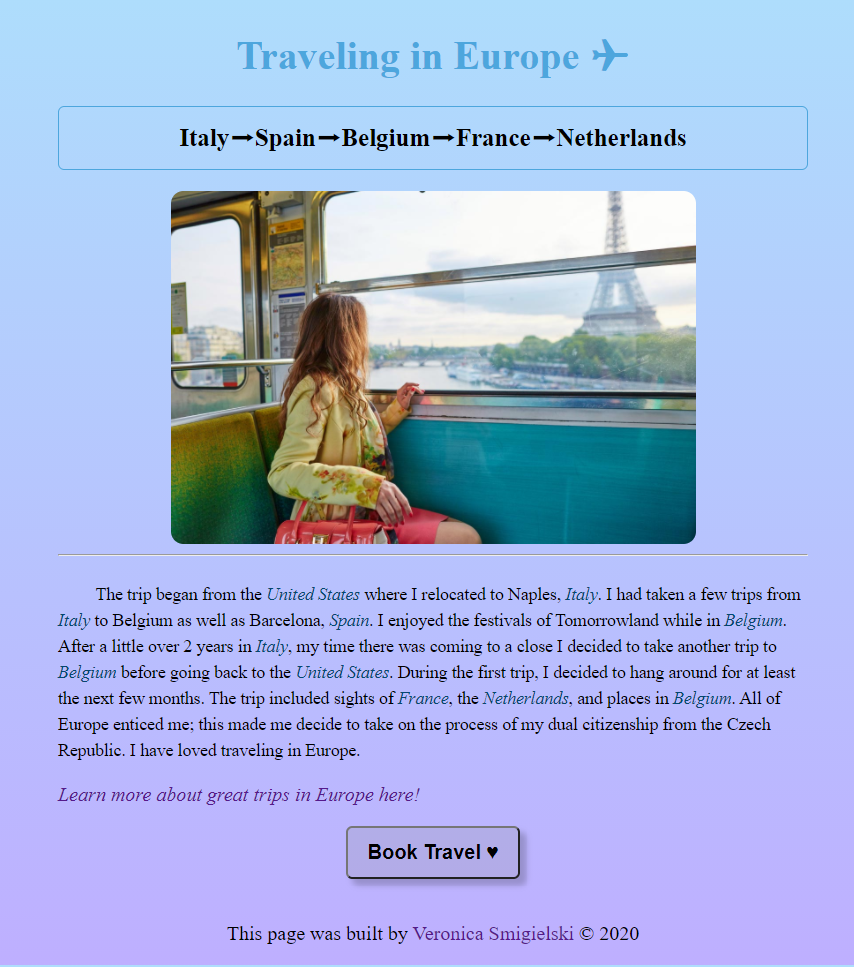 Traveling in Europe ✈
Italy→Spain→Belgium→France→Netherlands
The trip began from the United States where I relocated to Naples, Italy. I had taken a few trips from
Italy to Belgium as well as Barcelona, Spain. I enjoyed the festivals of Tomorrowland while in Belgium.
After a little over 2 years in Italy, my time there was coming to a close I decided to take another trip to
Belgium before going back to the United States. During the first trip, I decided to hang around for at least
the next few months. The trip included sights of France, the Netherlands, and places in Belgium. All of
Europe enticed me; this made me decide to take on the process of my dual citizenship from the Czech
Republic. I have loved traveling in Europe.
Learn more about great trips in Europe here!
Book Travel ♥
This page was built by Veronica Smigielski © 2020